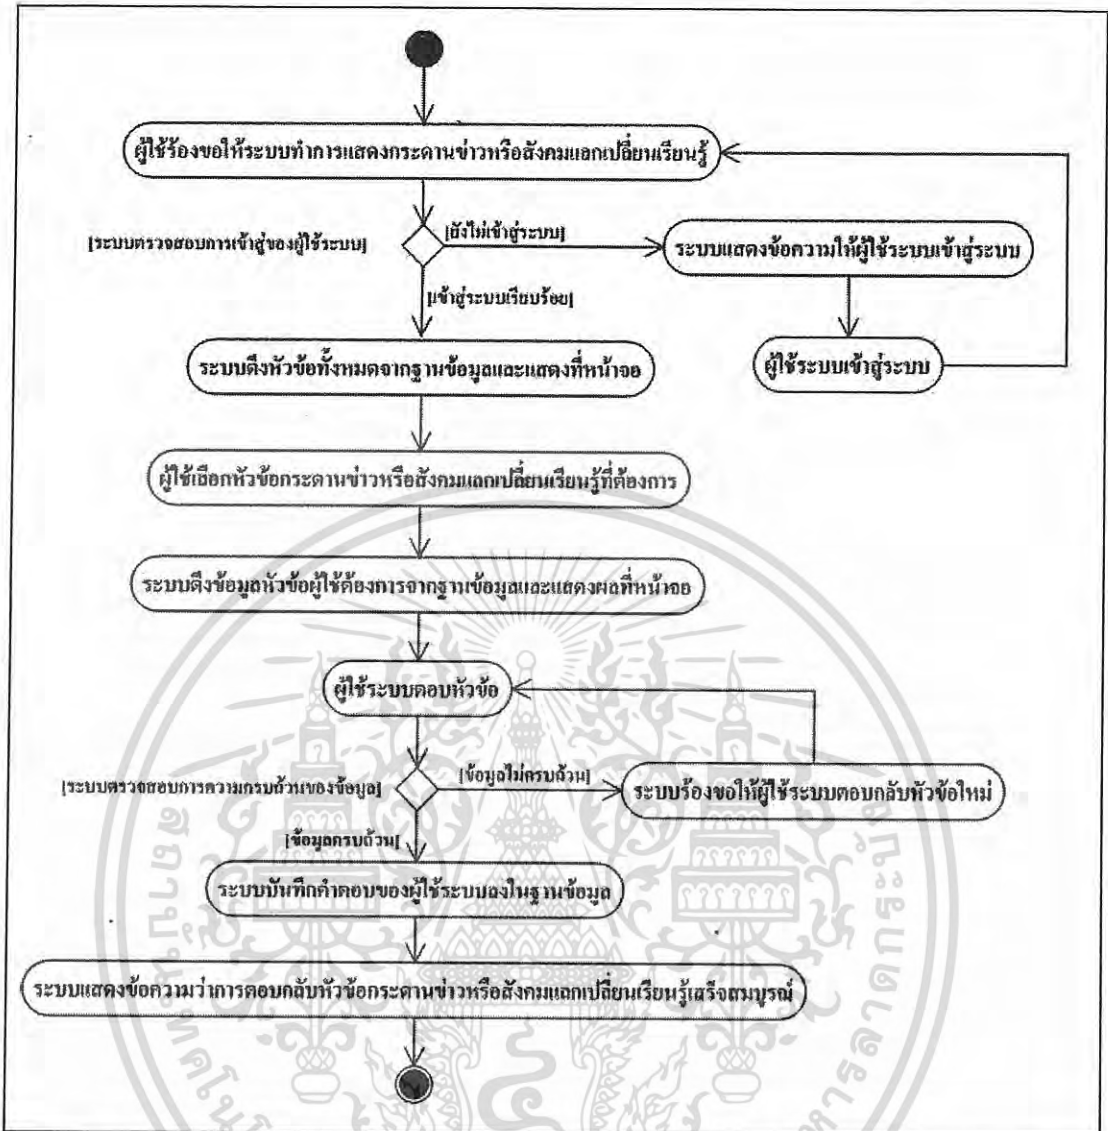 ผู้ใช้ร้องขอให้ระบบทำการแสดงกระดานข่าวหรือสังคมแลกเปลี่ยนเรียนรู้
[ระบบตรวจสอบการเข้าสู่ของผู้ใช้ระบบ]
[ยังไม่เข้าสู่ระบบ]
ระบบแสดงข้อความให้ผู้ใช้ระบบเข้าสู่ระบบ
[เข้าสู่ระบบเรียบร้อย]
ระบบดึงหัวข้อทั้งหมดจากฐานข้อมูลและแสดงที่หน้าจอ
ผู้ใช้ระบบเข้าสู่ระบบ
ผู้ใช้เลือกหัวข้อกระดานข่าวหรือสังคมแลกเปลี่ยนเรียนรู้ที่ต้องการ
ระบบดึงข้อมูลหัวข้อผู้ใช้ต้องการจากฐานข้อมูลและแสดงผลที่หน้าจอ
ผู้ใช้ระบบตอบหัวข้อ
[ระบบตรวจสอบการความครบถ้วนของข้อมูล]
[ข้อมูลไม่ครบถ้วน]
ระบบร้องขอให้ผู้ใช้ระบบตอบกลับหัวข้อใหม่
[ข้อมูลครบถ้วน]
ระบบบันทึกคำตอบของผู้ใช้ระบบลงในฐานข้อมูล
ระบบแสดงข้อความว่าการตอบกลับหัวข้อกระดานข่าวหรือสังคมแลกเปลี่ยนเรียนรู้เสร็จสมบูรณ์